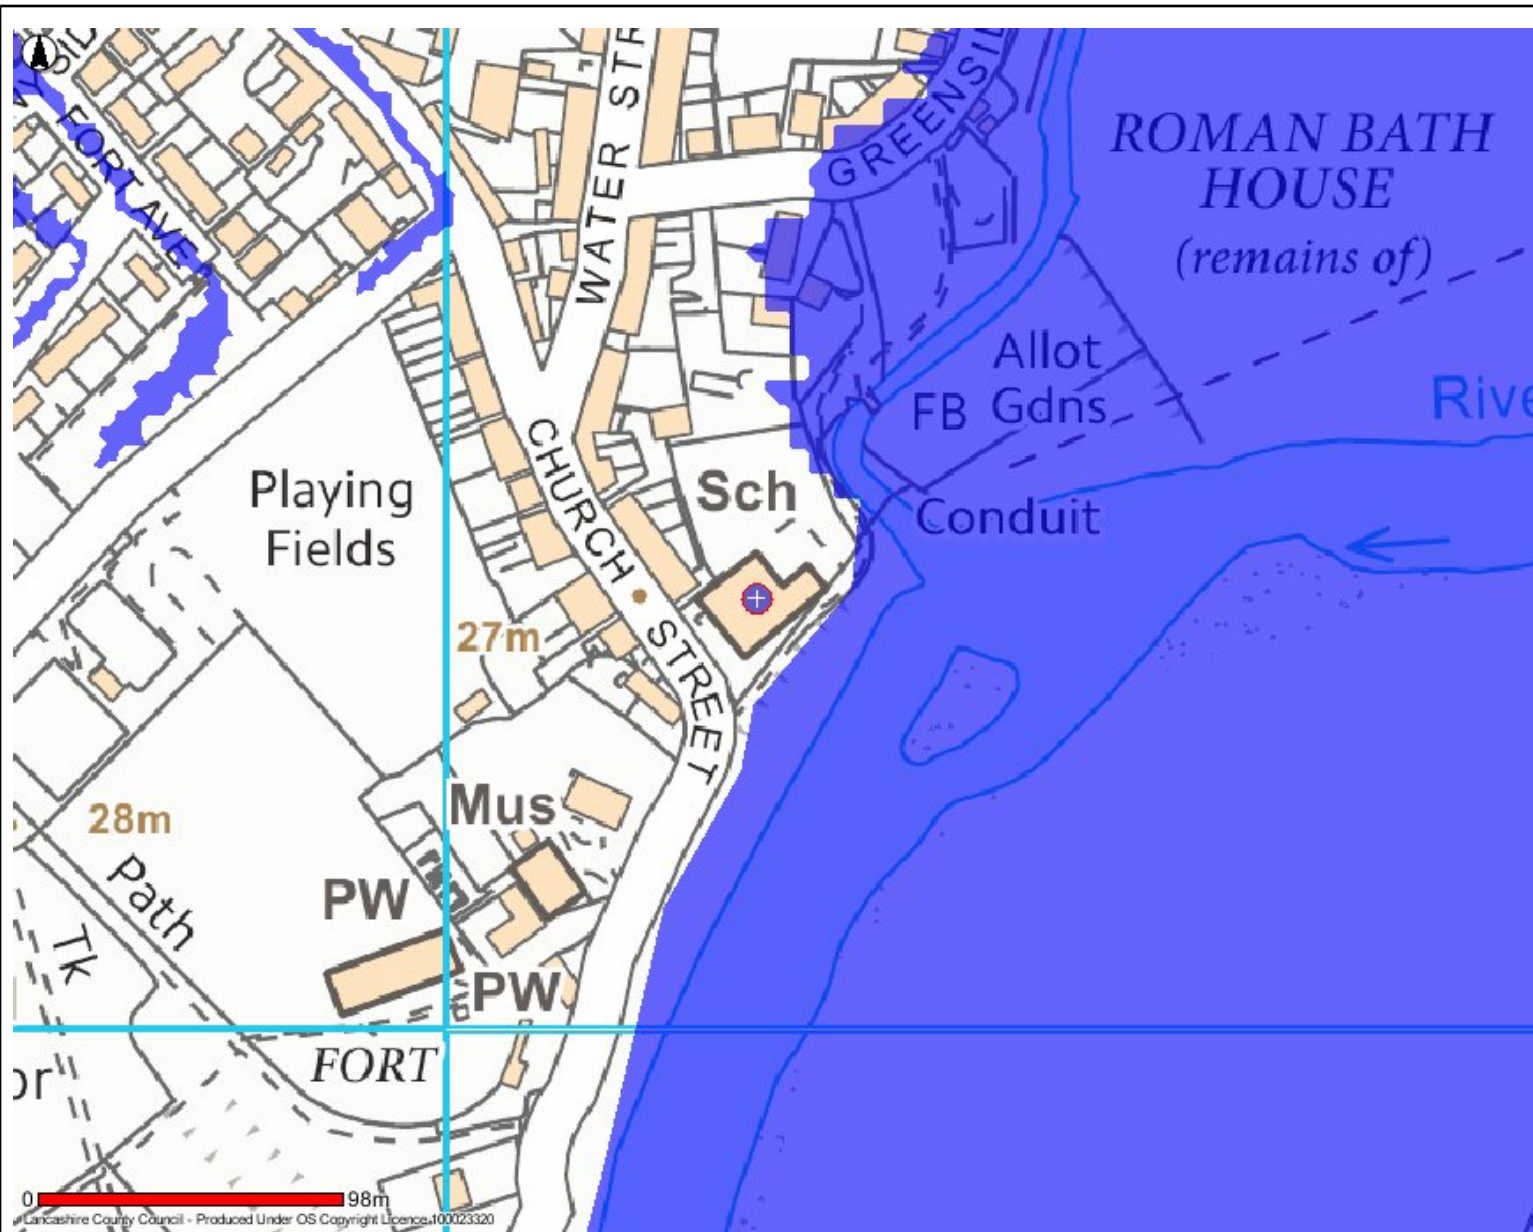 FORT AVE
WATER STR
GREENSID
ROMAN BATH
HOUSE
(remains of)
Allot
Gdns
FB
Rive
CHURCH STREET
Sch
Conduit
Playing
Fields
27m
Mus
28m
Path
PW
Tk
PW
FORT
or
0 98m
Lancashire County Council - Produced Under OS Copyright Licence 100023320